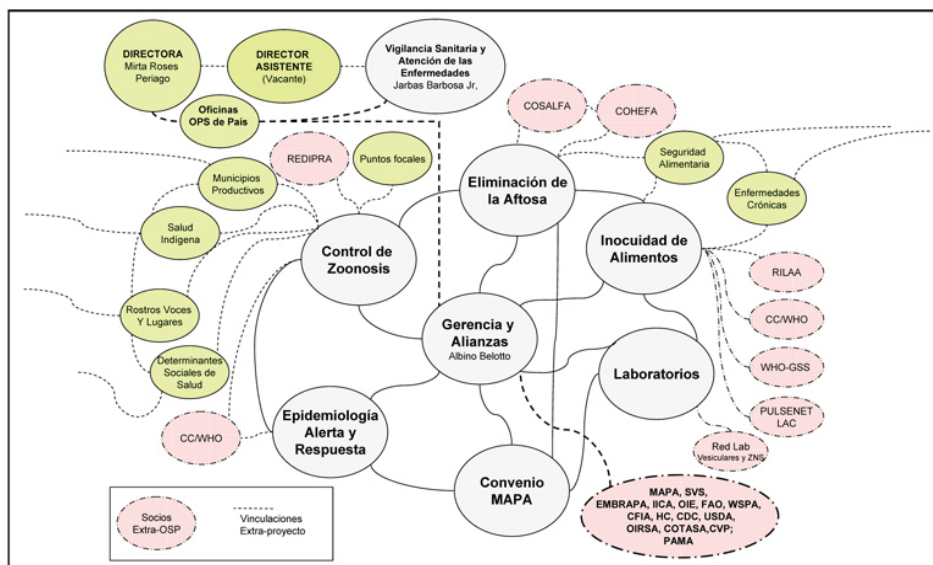 DIRECTORA
Mirta Roses
Periago
DIRECTOR
ASISTENTE
(Vacante)
Vigilancia Sanitaria y
Atención de las
Enfermedades
Jarbas Barbosa Jr,
Oficinas
OPS de Pais
COSALFA
COHEFA
REDIPRA
Puntos focales
Seguridad
Alimentaria
Municipios
Productivos
Eliminación de
la Aftosa
Enfermedades
Crónicas
Salud
Indígena
Control de
Zoonosis
Inocuidad de
Alimentos
RILAA
Rostros Voces
Y Lugares
Gerencia y
Alianzas
Albino Belotto
CC/WHO
Determinantes
Sociales de
Salud
Laboratorios
WHO-GSS
Epidemiología
Alerta y
Respuesta
CC/WHO
PULSENET
LAC
Red Lab
Vesiculares y ZNS
Convenio
MAPA
MAPA, SVS,
EMBRAPA, IICA, OIE, FAO, WSPA,
CFIA, HC, CDC, USDA,
OIRSA, COTASA,CVP;
PAMA
Socios
Extra-OSP
Vinculaciones
Extra-proyecto